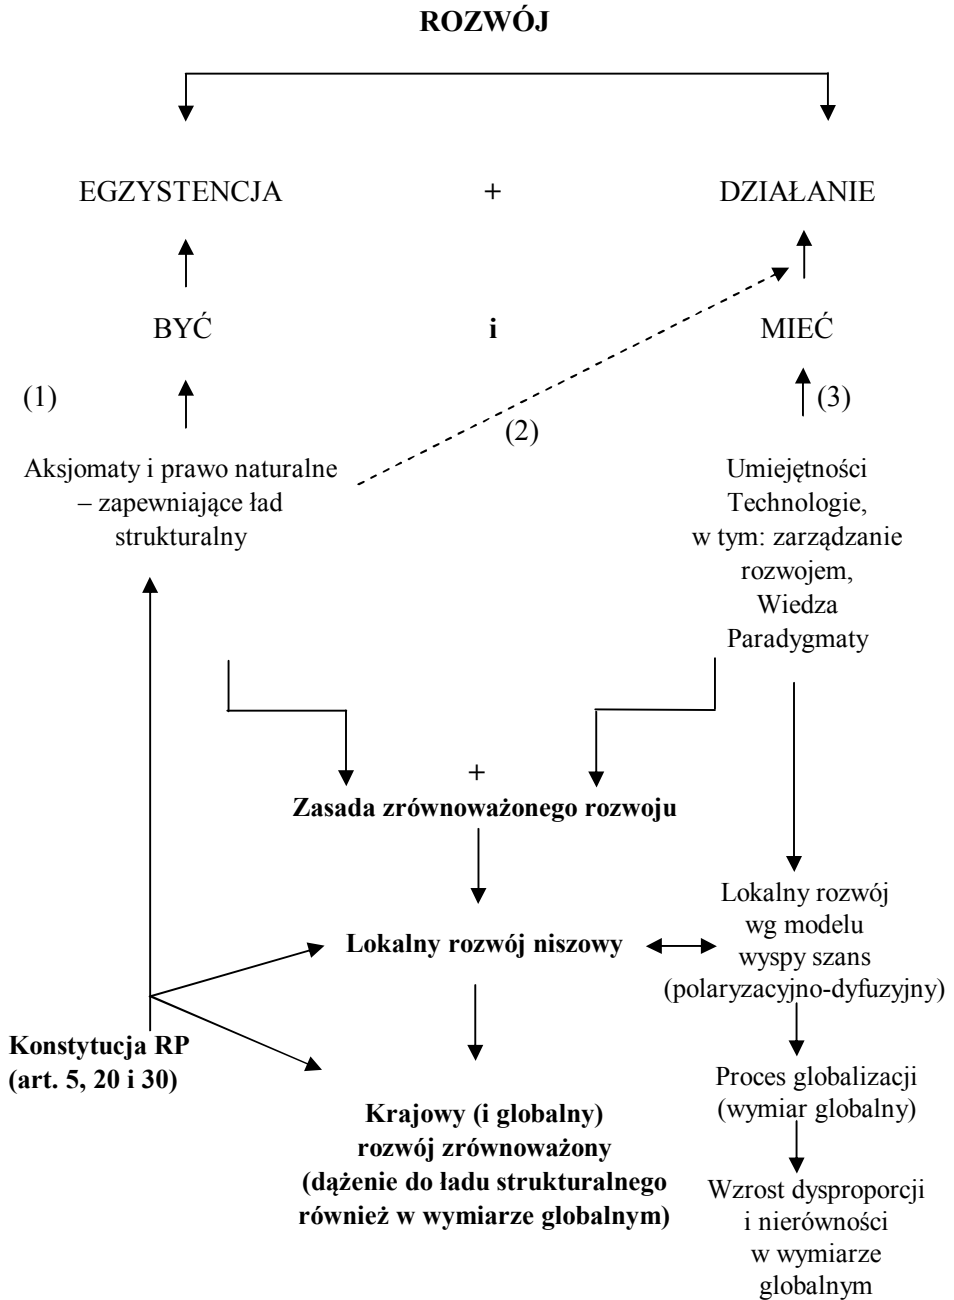 ROZWÓJ
EGZYSTENCJA + DZIAŁANIE
BYĆ i MIEĆ
(1)
(2)
(3)
Aksjomaty i prawo naturalne
– zapewniające ład
strukturalny
Umiejętności
Technologie,
w tym: zarządzanie
rozwojem,
Wiedza
Paradygmaty
+
Zasada zrównoważonego rozwoju
Lokalny rozwój niszowy
Lokalny rozwój
wg modelu
wyspy szans
(polaryzacyjno-dyfuzyjny)
Konstytucja RP
(art. 5, 20 i 30)
Krajowy (i globalny)
rozwój zrównoważony
(dążenie do ładu strukturalnego
również w wymiarze globalnym)
Proces globalizacji
(wymiar globalny)
Wzrost dysproporcji
i nierówności
w wymiarze
globalnym